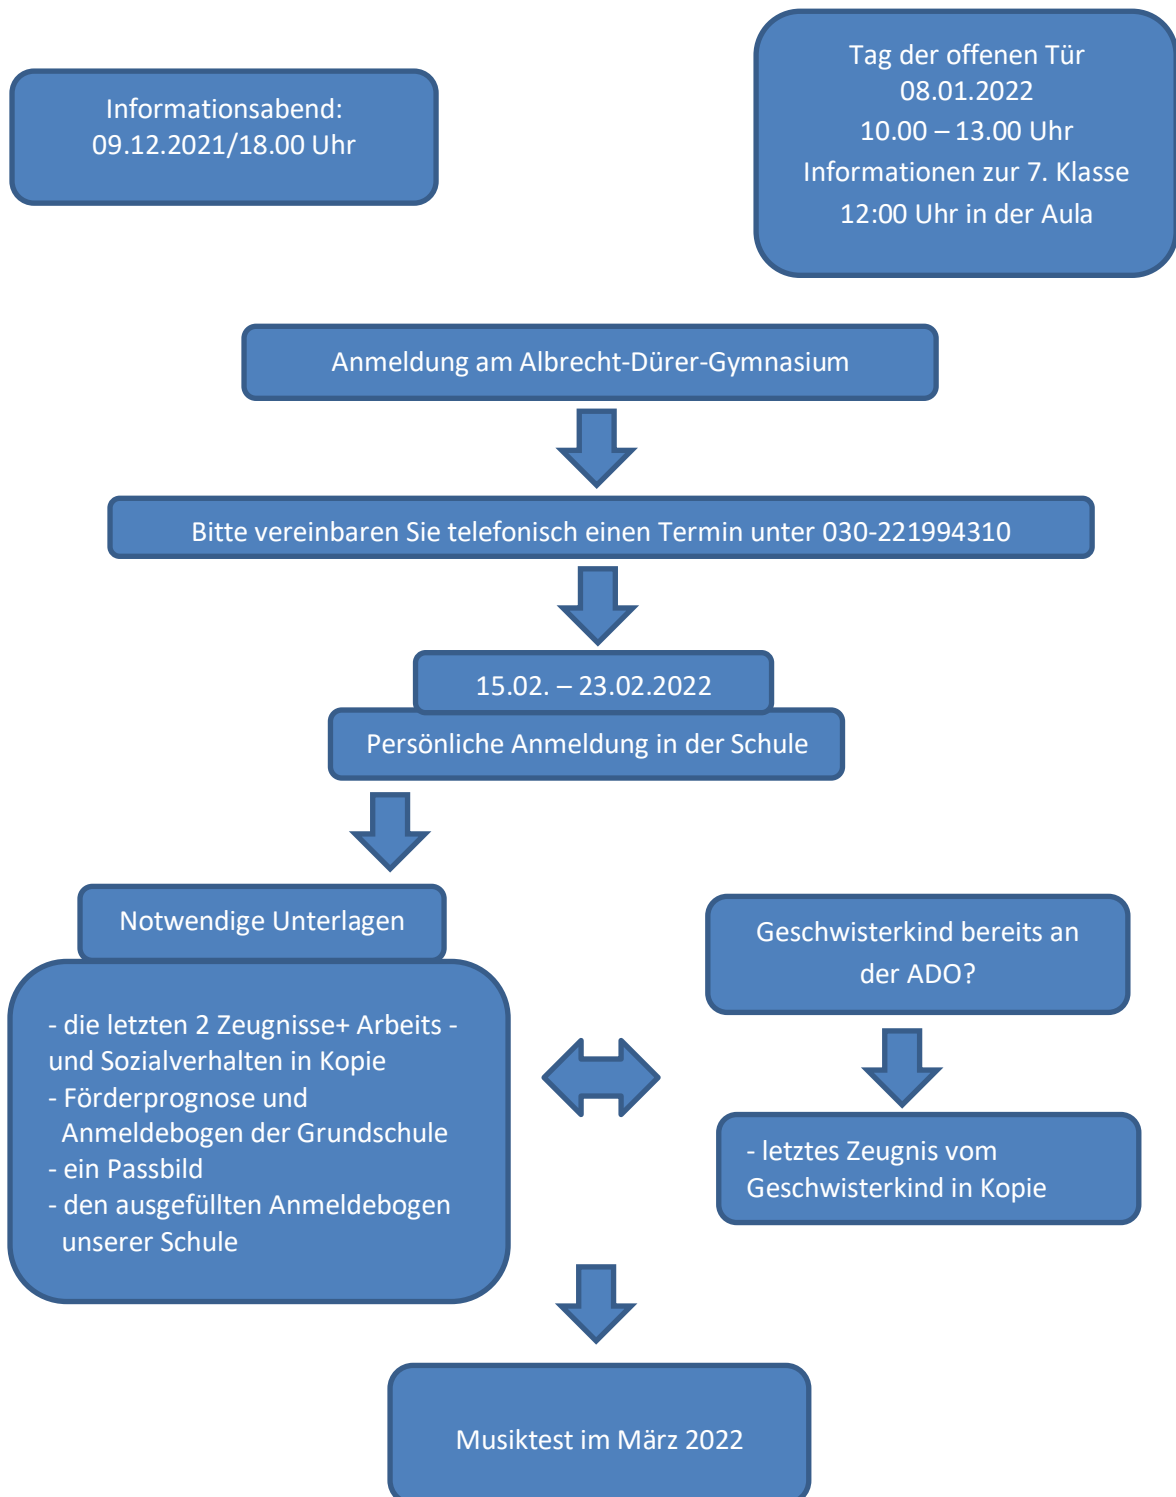 Informationsabend:
09.12.2021/18.00 Uhr
Tag der offenen Tür
08.01.2022
10.00 – 13.00 Uhr
Informationen zur 7. Klasse
12:00 Uhr in der Aula
Anmeldung am Albrecht-Dürer-Gymnasium
Bitte vereinbaren Sie telefonisch einen Termin unter 030-221994310
15.02. – 23.02.2022
Persönliche Anmeldung in der Schule
Notwendige Unterlagen
- die letzten 2 Zeugnisse+ Arbeits -
und Sozialverhalten in Kopie
- Förderprognose und
Anmeldebogen der Grundschule
- ein Passbild
- den ausgefüllten Anmeldebogen
unserer Schule
Geschwisterkind bereits an
der ADO?
- letztes Zeugnis vom
Geschwisterkind in Kopie
Musiktest im März 2022